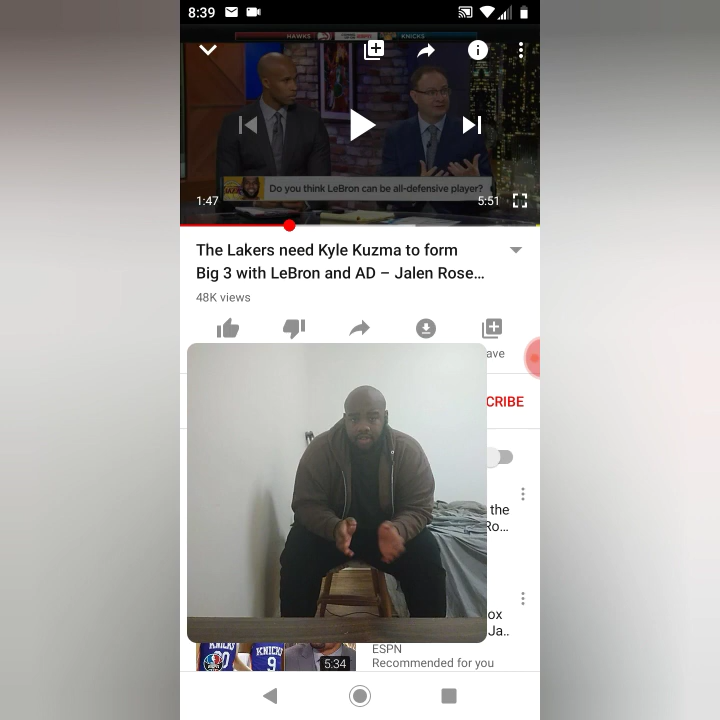 8:39
HAWKS
KNICKS
Do you think LeBron can be all-defensive player?
1:47
5:51
The Lakers need Kyle Kuzma to form
Big 3 with LeBron and AD – Jalen Rose...
48K views
ave
CRIBE
the
Ro...
ox
Ja..
ESPN
Recommended for you
KNICKS
9
5:34